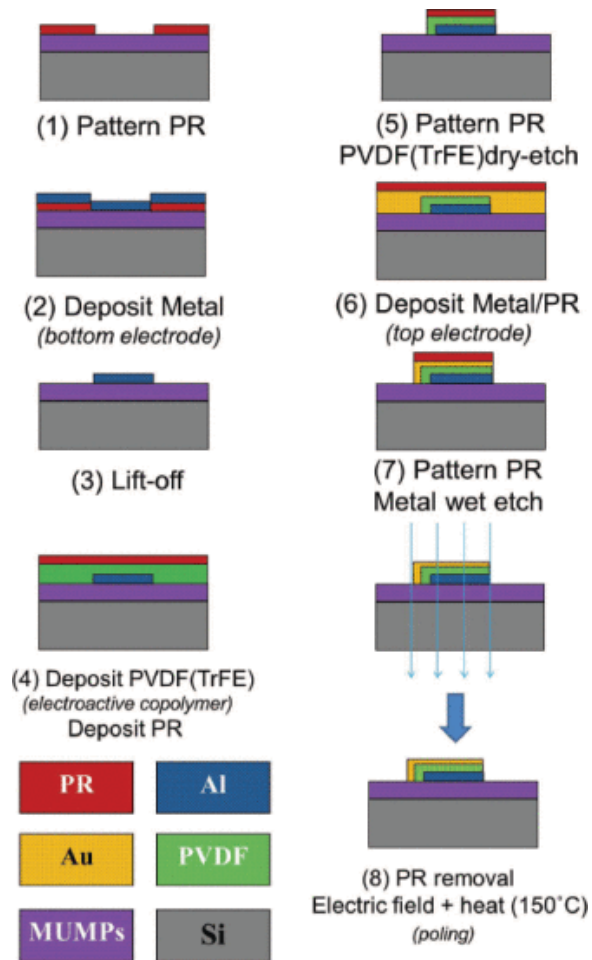 (1) Pattern PR
(2) Deposit Metal
(bottom electrode)
(3) Lift-off
(4) Deposit PVDF(TrFE)
(electroactive copolymer)
Deposit PR
(5) Pattern PR
PVDF(TrFE)dry-etch
(6) Deposit Metal/PR
(top electrode)
(7) Pattern PR
Metal wet etch
(8) PR removal
Electric field + heat (150˚C)
(poling)
PR
Al
Au
PVDF
MUMPs
Si